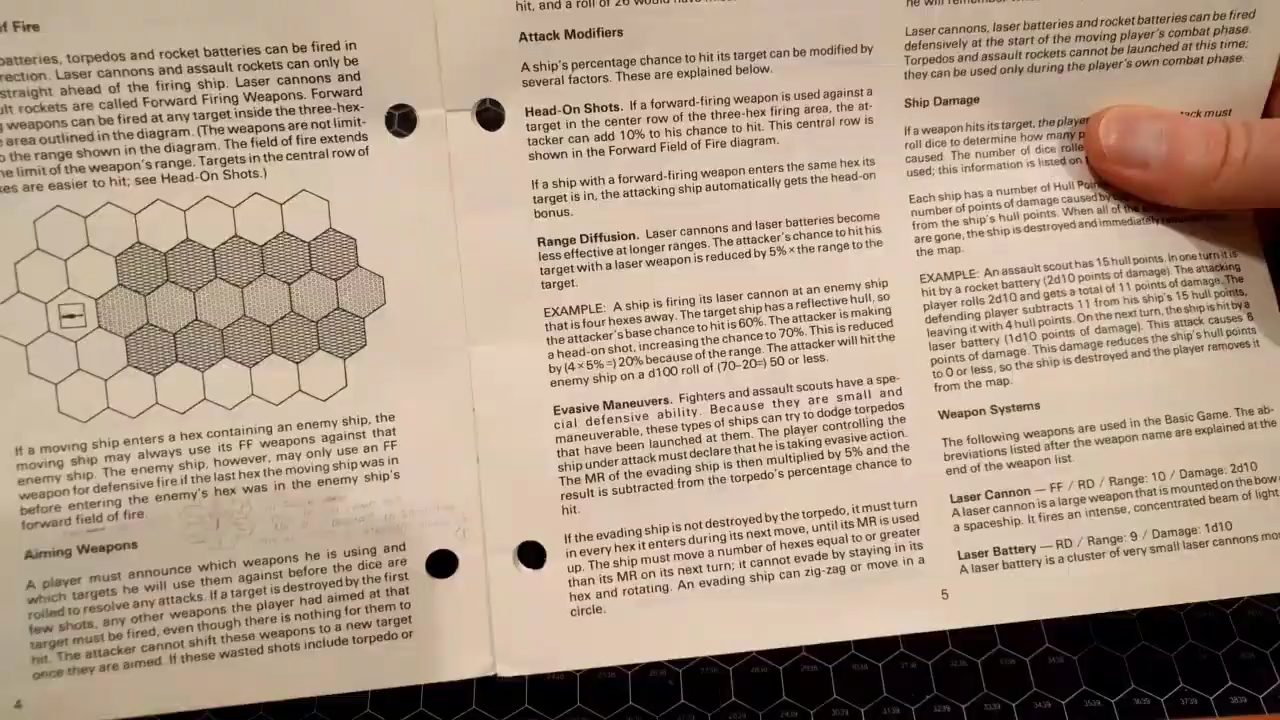 of Fire
batteries, torpedos and rocket batteries can be fired in
rection. Laser cannons and assault rockets can only be
straight ahead of the firing ship. Laser cannons and
ult rockets are called Forward Firing Weapons. Forward
g weapons can be fired at any target inside the three-hex-
area outlined in the diagram. (The weapons are not limit-
o the range shown in the diagram. The field of fire extends
he limit of the weapon's range. Targets in the central row of
xes are easier to hit; see Head-On Shots.)
If a moving ship enters a hex containing an enemy ship, the
moving ship may always use its FF weapons against that
enemy ship. The enemy ship, however, may only use an FF
weapon for defensive fire if the last hex the moving ship was in
before entering the enemy's hex was in the enemy ship's
forward field of fire.
Aiming Weapons
A player must announce which weapons he is using and
which targets he will use them against before the dice are
rolled to resolve any attacks. If a target is destroyed by the first
few shots, any other weapons the player had aimed at that
target must be fired, even though there is nothing for them to
hit. The attacker cannot shift these weapons to a new target
once they are aimed. If these wasted shots include torpedo or
4
hit, and a roll of 26 would have
Attack Modifiers
A ship's percentage chance to hit its target can be modified by
several factors. These are explained below.
Head-On Shots. If a forward-firing weapon is used against a
target in the center row of the three-hex firing area, the at-
tacker can add 10% to his chance to hit. This central row is
shown in the Forward Field of Fire diagram.
If a ship with a forward-firing weapon enters the same hex its
target is in, the attacking ship automatically gets the head-on
bonus.
Range Diffusion. Laser cannons and laser batteries become
less effective at longer ranges. The attacker's chance to hit his
target with a laser weapon is reduced by 5% × the range to the
target.
EXAMPLE: A ship is firing its laser cannon at an enemy ship
that is four hexes away. The target ship has a reflective hull, so
the attacker's base chance to hit is 60%. The attacker is making
a head-on shot, increasing the chance to 70%. This is reduced
by (4×5%=) 20% because of the range. The attacker will hit the
enemy ship on a d100 roll of (70–20=) 50 or less.
Evasive Maneuvers. Fighters and assault scouts have a spe-
cial defensive ability. Because they are small and
maneuverable, these types of ships can try to dodge torpedos
that have been launched at them. The player controlling the
ship under attack must declare that he is taking evasive action.
The MR of the evading ship is then multiplied by 5% and the
result is subtracted from the torpedo's percentage chance to
hit.
If the evading ship is not destroyed by the torpedo, it must turn
in every hex it enters during its next move, until its MR is used
up. The ship must move a number of hexes equal to or greater
than its MR on its next turn; it cannot evade by staying in its
hex and rotating. An evading ship can zig-zag or move in a
circle.
he will
Laser cannons, laser batteries and rocket batteries can be fired
defensively at the start of the moving player's combat phase.
Torpedos and assault rockets cannot be launched at this time;
they can be used only during the player's own combat phase.
Ship Damage
If a weapon hits its target, the player must
roll dice to determine how many
caused. The number of dice
used; this information is listed on
Each ship has a number of Hull
number of points of damage caused by
from the ship's hull points. When all of
are gone, the ship is destroyed and immediately
the map.
EXAMPLE: An assault scout has 15 hull points. In one turn it is
hit by a rocket battery (2d10 points of damage). The attacking
player rolls 2d10 and gets a total of 11 points of damage. The
defending player subtracts 11 from his ship's 15 hull points,
leaving it with 4 hull points. On the next turn, the ship is hit by a
laser battery (1d10 points of damage). This attack causes 8
points of damage. This damage reduces the ship's hull points
to 0 or less, so the ship is destroyed and the player removes it
from the map.
Weapon Systems
The following weapons are used in the Basic Game. The ab-
breviations listed after the weapon name are explained at the
end of the weapon list.
Laser Cannon — FF / RD / Range: 10 / Damage: 2d10
A laser cannon is a large weapon that is mounted on the bow
a spaceship. It fires an intense, concentrated beam of light
Laser Battery — RD / Range: 9 / Damage: 1d10
A laser battery is a cluster of very small laser cannons
5